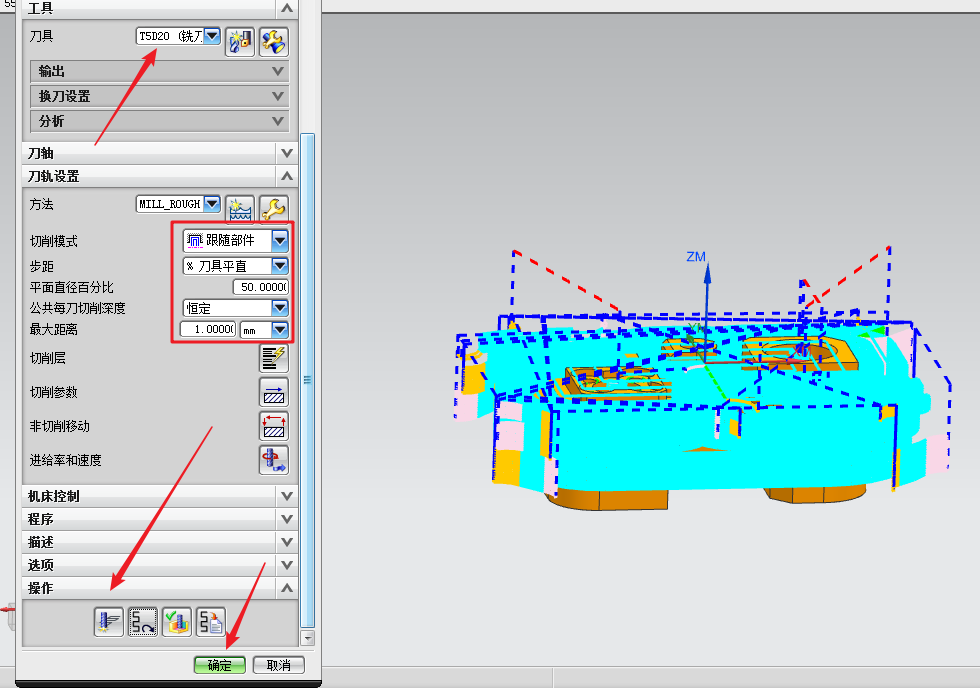 工具
刀具
T5D20 (铣刀
输出
换刀设置
分析
刀轴
刀轨设置
方法
MILL_ROUGH
切削模式
跟随部件
步距
% 刀具平直
平面直径百分比
50.0000
公共每刀切削深度
恒定
最大距离
1.0000
mm
切削层
切削参数
非切削移动
进给率和速度
机床控制
程序
描述
选项
操作
确定
取消
ZM